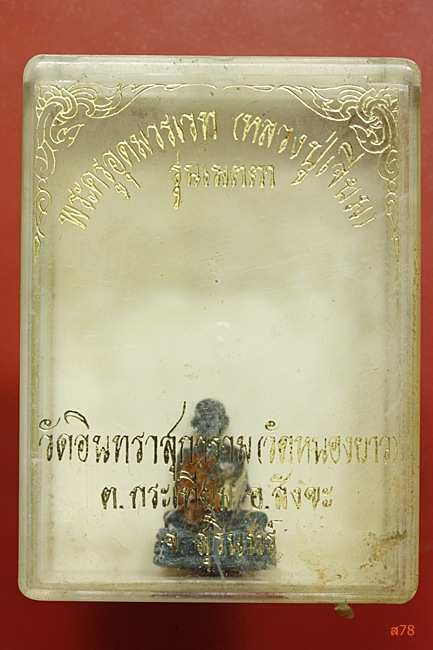 พระครูอุดมวรเวท (หลวงปู่เจียม)
รุ่นเมตตา
วัดอินทราสุการาม (วัดหนองยาว)
ต.กระเทียม อ.สังขะ
จ.สุรินทร์
ส78